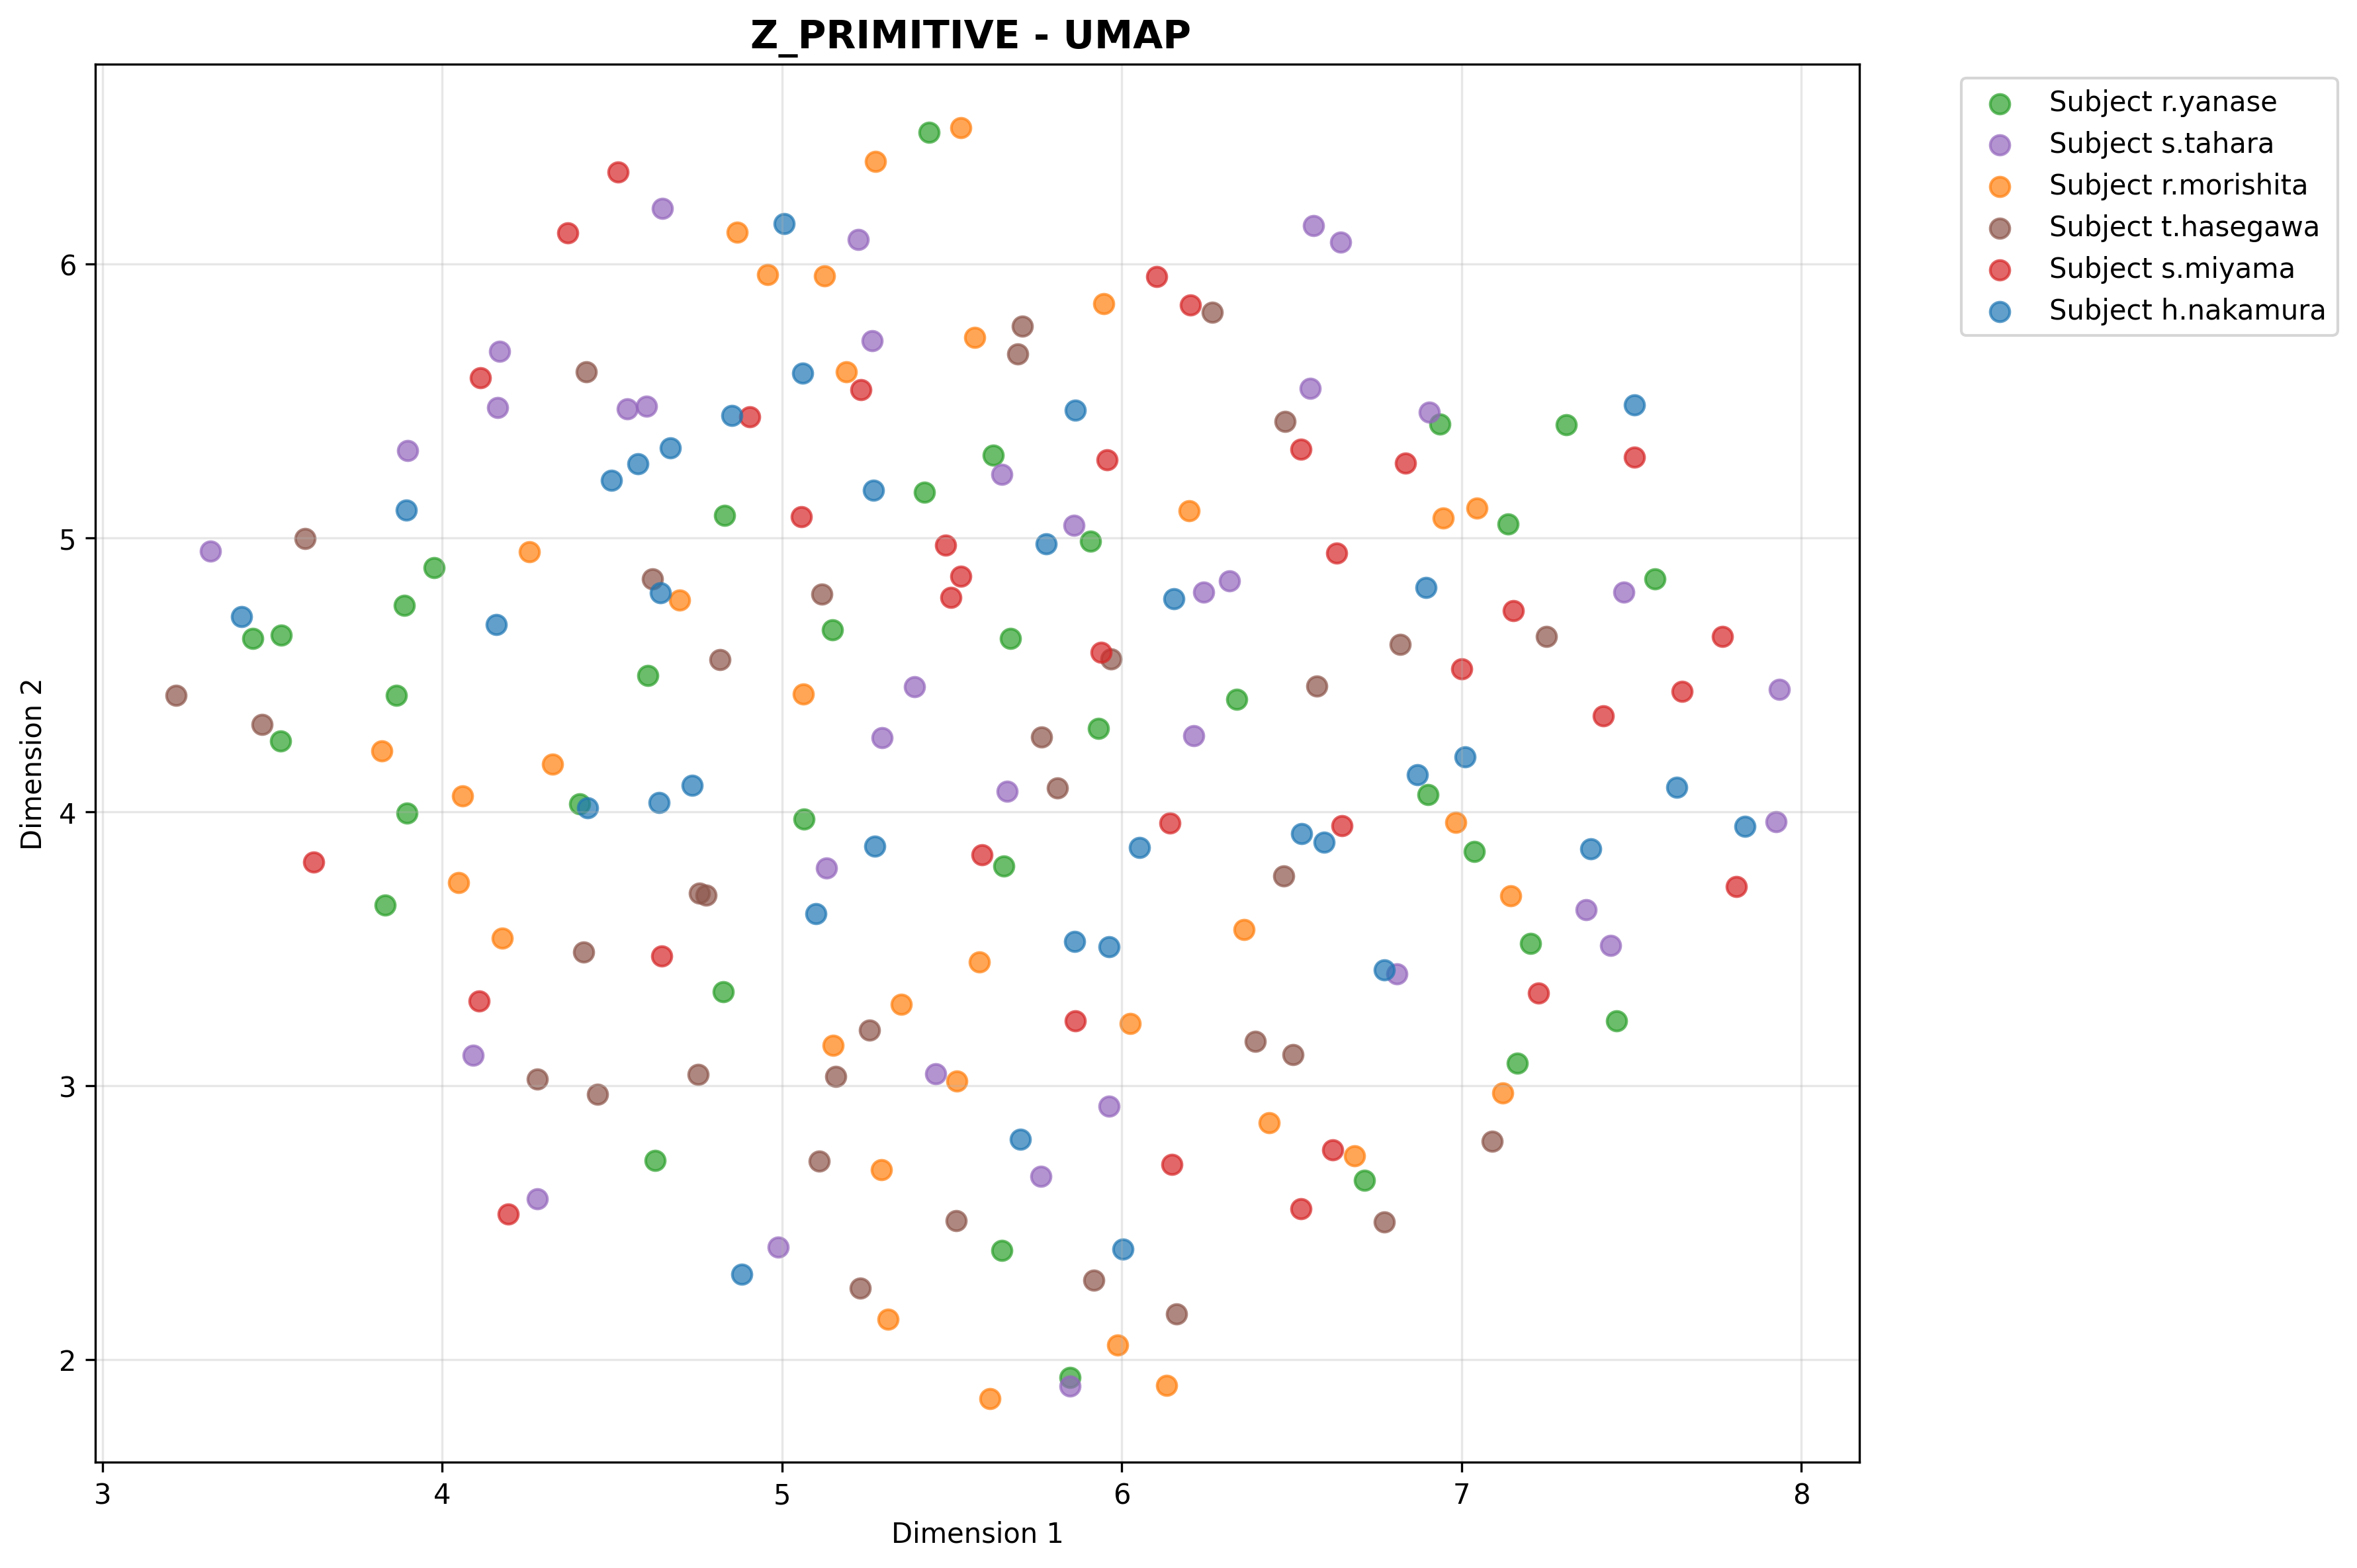 Z_PRIMITIVE - UMAP
Subject r.yanase
Subject s.tahara
Subject r.morishita
Subject t.hasegawa
Subject s.miyama
Subject h.nakamura
Dimension 2
6
5
4
3
2
3 4 5 6 7 8
Dimension 1